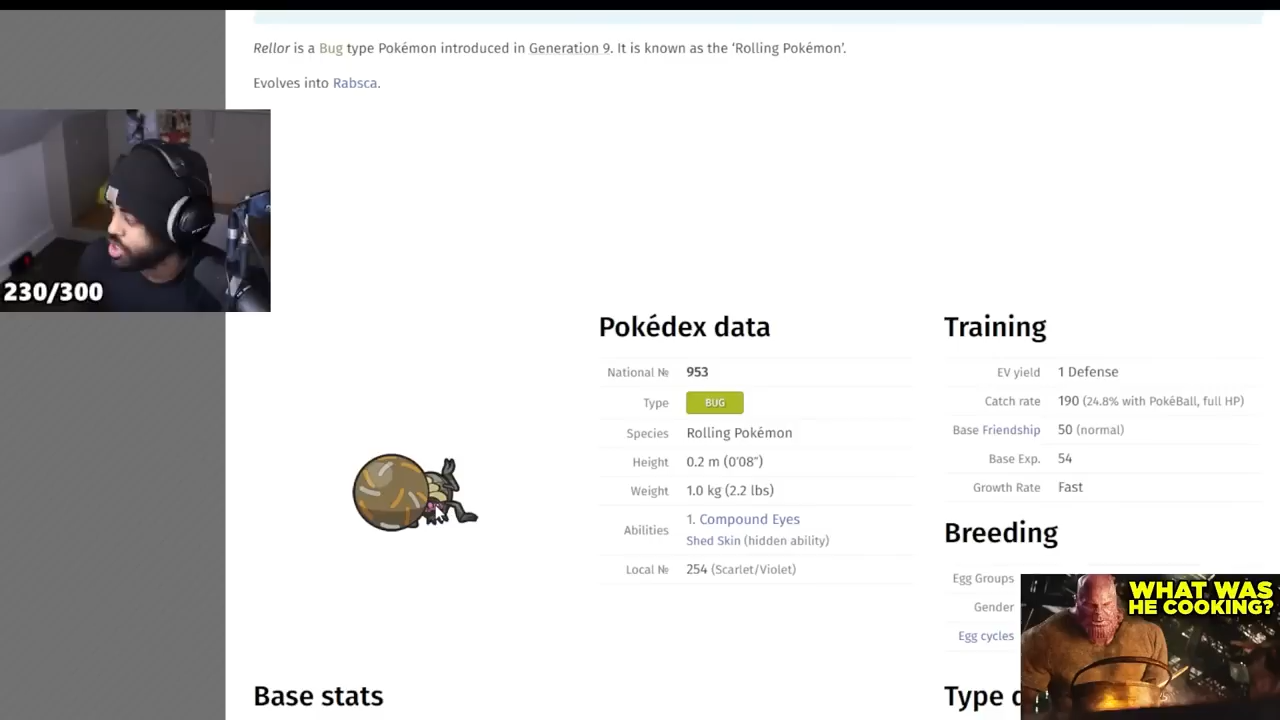 Rellor is a Bug type Pokémon introduced in Generation 9. It is known as the ‘Rolling Pokémon’.
Evolves into Rabsca.
230/300
Pokédex data
National № 953
Type BUG
Species Rolling Pokémon
Height 0.2 m (0′08″)
Weight 1.0 kg (2.2 lbs)
Abilities 1. Compound Eyes
Shed Skin (hidden ability)
Local № 254 (Scarlet/Violet)
Training
EV yield 1 Defense
Catch rate 190 (24.8% with PokéBall, full HP)
Base Friendship 50 (normal)
Base Exp. 54
Growth Rate Fast
Breeding
Egg Groups
Gender
Egg cycles
WHAT WAS
HE COOKING?
Base stats
Type